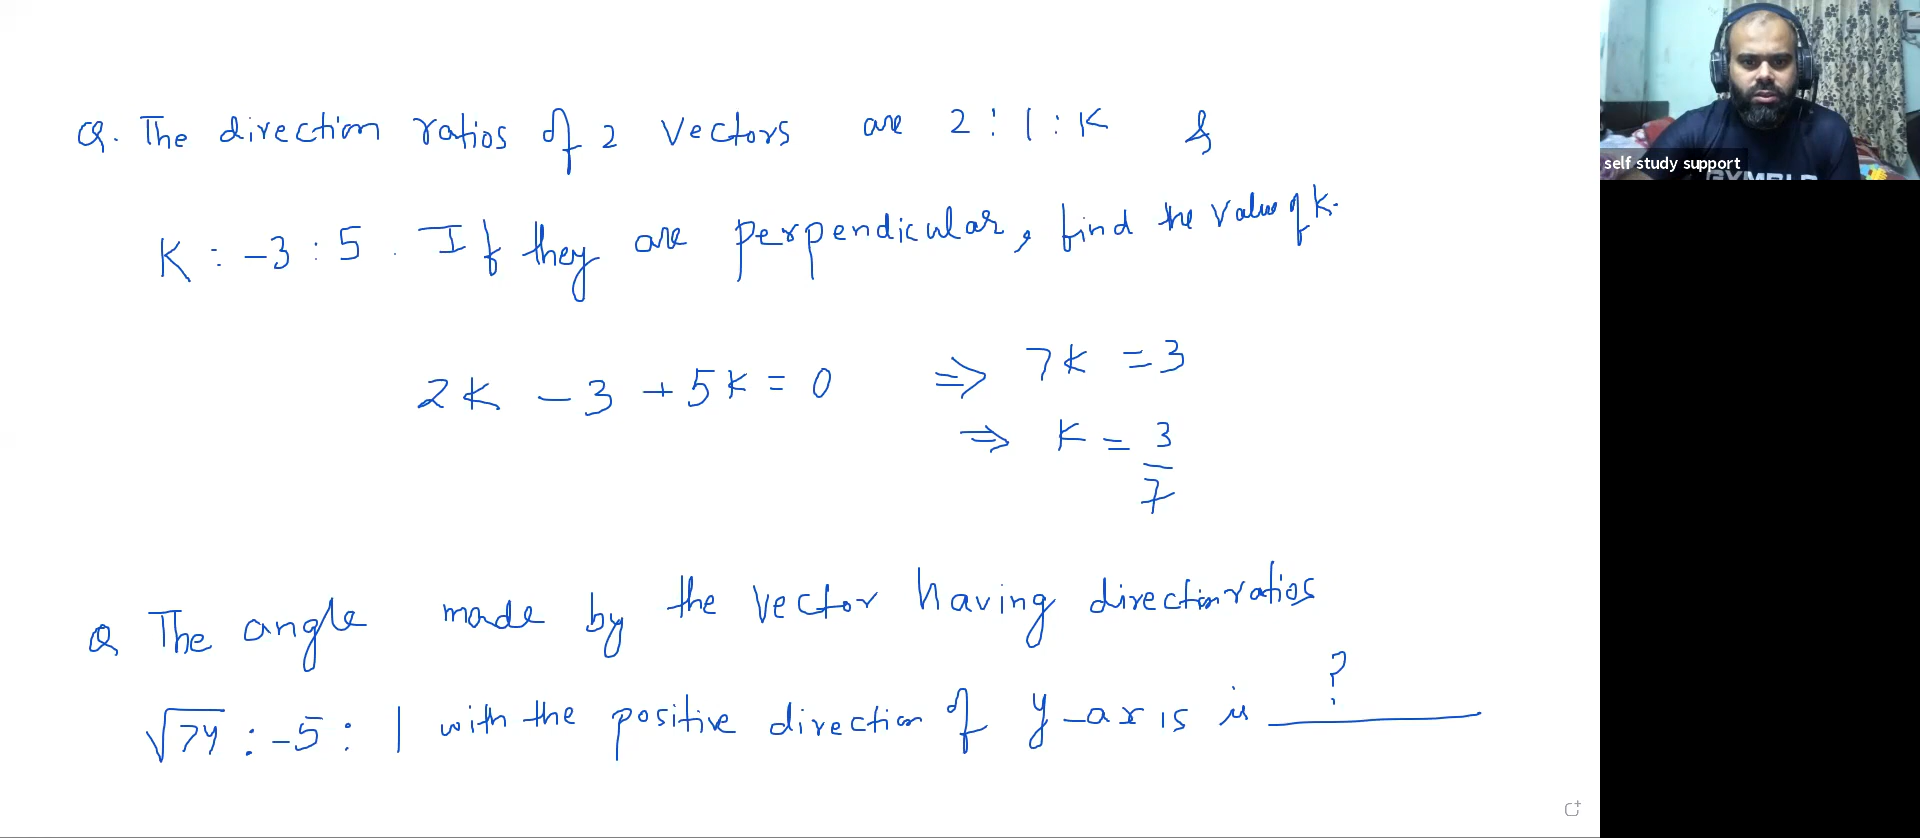 Q. The direction ratios of 2 vectors are 2 : 1 : K &
K : -3 : 5 . If they are perpendicular, find the value of k.
2K - 3 + 5K = 0 ⇒ 7K = 3
⇒ K = 3/7
Q The angle made by the vector having direction ratios
√74 : -5 : 1 with the positive direction of y-axis is ?
self study support